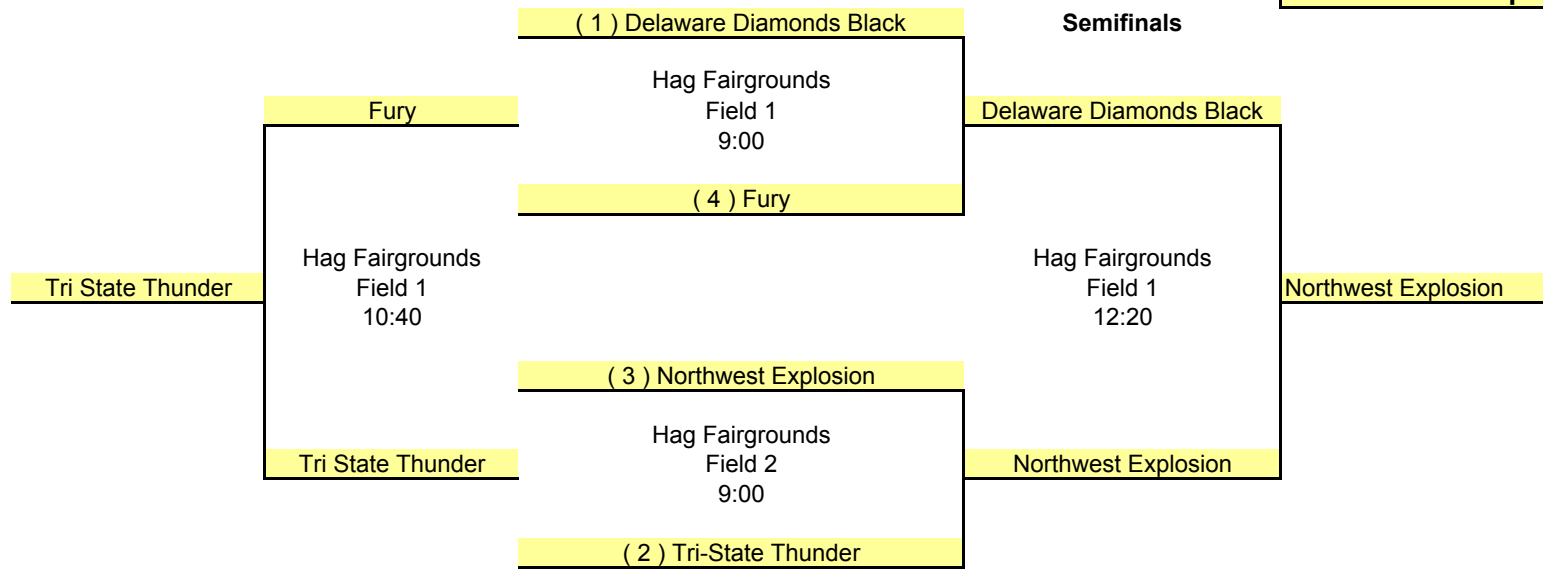 ( 1 ) Delaware Diamonds Black
Semifinals
Hag Fairgrounds
Fury
Field 1
Delaware Diamonds Black
9:00
( 4 ) Fury
Hag Fairgrounds
Hag Fairgrounds
Tri State Thunder
Field 1
Field 1
Northwest Explosion
10:40
12:20
( 3 ) Northwest Explosion
Hag Fairgrounds
Tri State Thunder
Field 2
Northwest Explosion
9:00
( 2 ) Tri-State Thunder